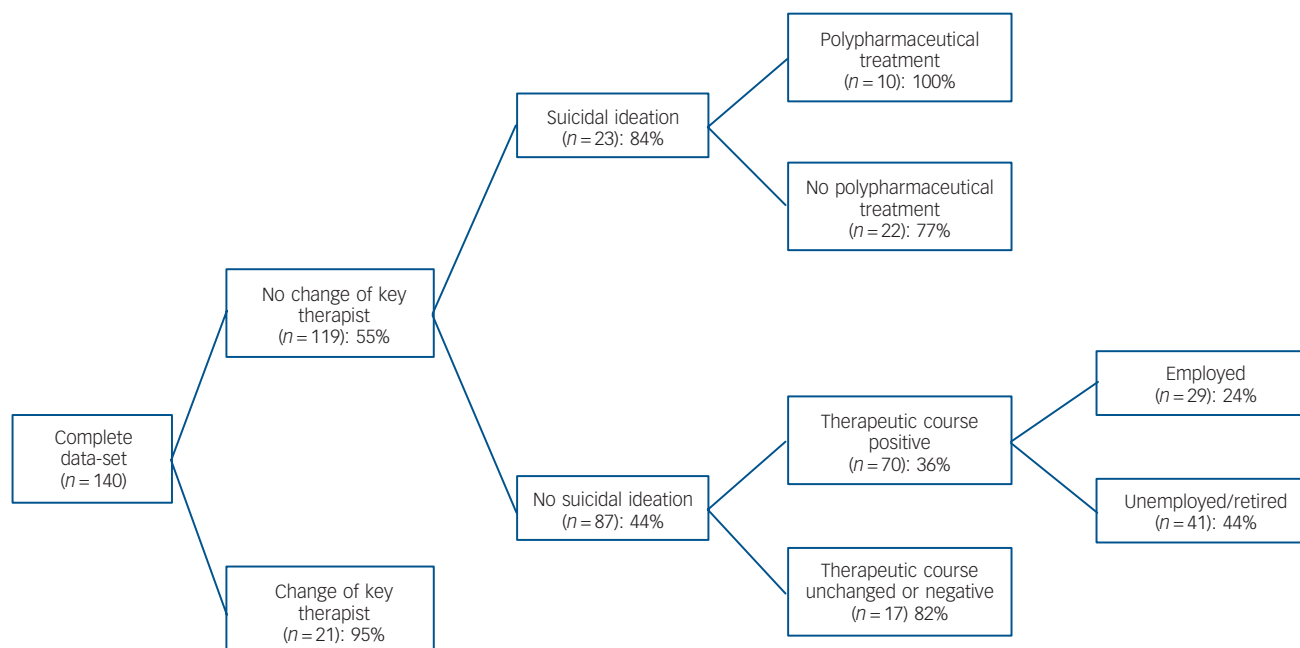 Complete
data-set
(n = 140)
No change of key
therapist
(n = 119): 55%
Change of key
therapist
(n = 21): 95%
Suicidal ideation
(n = 23): 84%
No suicidal ideation
(n = 87): 44%
Polypharmaceutical
treatment
(n = 10): 100%
No polypharmaceutical
treatment
(n = 22): 77%
Therapeutic course
positive
(n = 70): 36%
Therapeutic course
unchanged or negative
(n = 17) 82%
Employed
(n = 29): 24%
Unemployed/retired
(n = 41): 44%